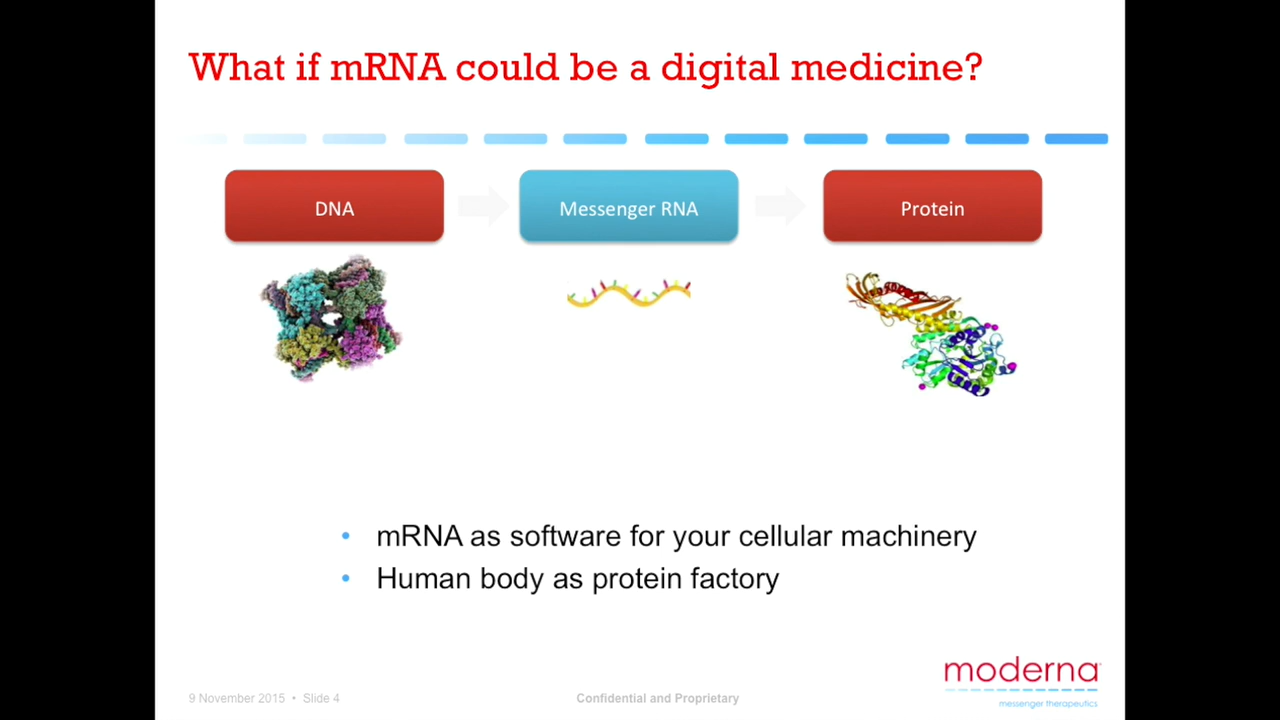 What if mRNA could be a digital medicine?
DNA
Messenger RNA
Protein
• mRNA as software for your cellular machinery
• Human body as protein factory
moderna
messenger therapeutics
9 November 2015 • Slide 4
Confidential and Proprietary